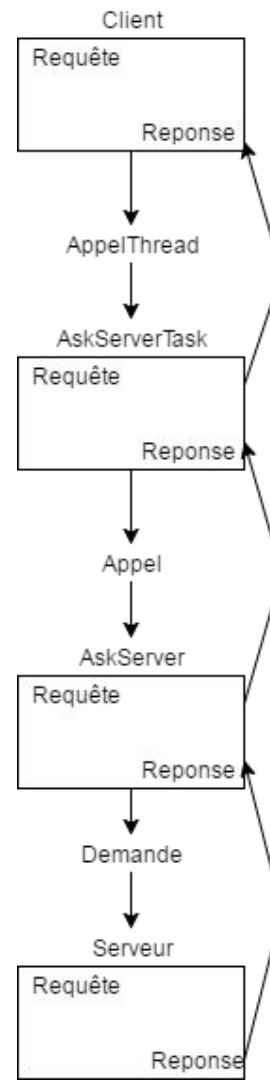 Client
Requête
Reponse
AppelThread
AskServerTask
Requête
Reponse
Appel
AskServer
Requête
Reponse
Demande
Serveur
Requête
Reponse